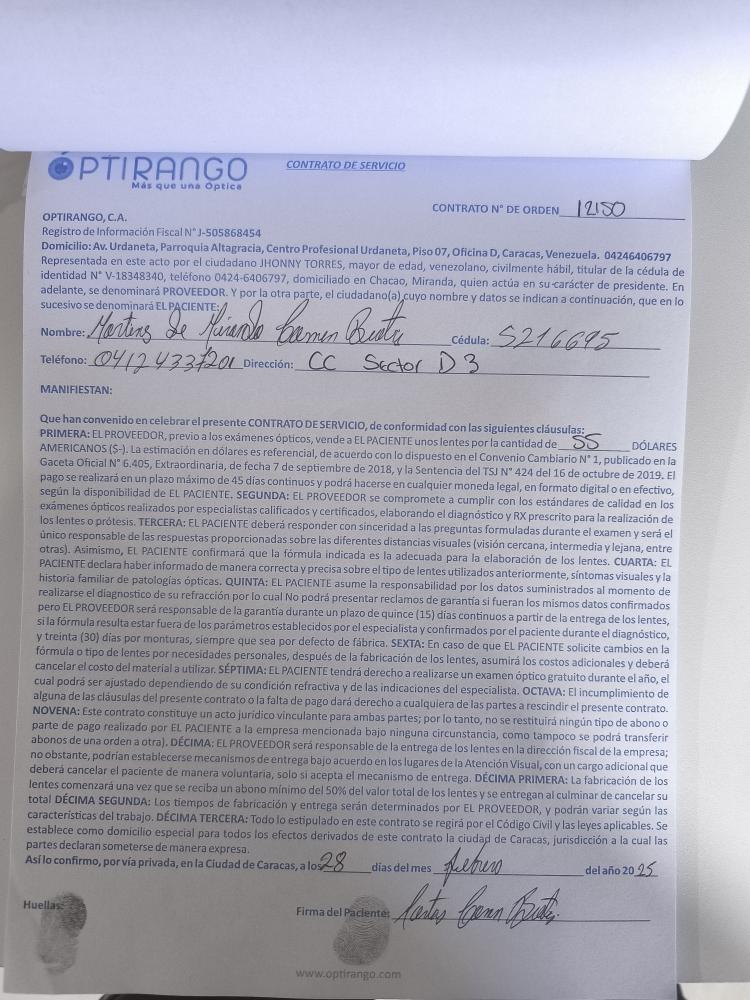 OPTIRANGO
Más que una Óptica
CONTRATO DE SERVICIO
CONTRATO N° DE ORDEN 12150
OPTIRANGO, C.A.
Registro de Información Fiscal N° J-505868454
Domicilio: Av. Urdaneta, Parroquia Altagracia, Centro Profesional Urdaneta, Piso 07, Oficina D, Caracas, Venezuela. 04246406797
Representada en este acto por el ciudadano JHONNY TORRES, mayor de edad, venezolano, civilmente hábil, titular de la cédula de
identidad N° V-18348340, teléfono 0424-6406797, domiciliado en Chacao, Miranda, quien actúa en su carácter de presidente. En
adelante, se denominará PROVEEDOR. Y por la otra parte, el ciudadano(a) cuyo nombre y datos se indican a continuación, que en lo
sucesivo se denominará EL PACIENTE:
Nombre: Martins de Miranda Carmen Beatriz Cédula: 5216695
Teléfono: 04124337201 Dirección: CC Sector D3
MANIFIESTAN:
Que han convenido en celebrar el presente CONTRATO DE SERVICIO, de conformidad con las siguientes cláusulas:
PRIMERA: EL PROVEEDOR, previo a los exámenes ópticos, vende a EL PACIENTE unos lentes por la cantidad de 55 DÓLARES
AMERICANOS ($-). La estimación en dólares es referencial, de acuerdo con lo dispuesto en el Convenio Cambiario N° 1, publicado en la
Gaceta Oficial N° 6.405, Extraordinaria, de fecha 7 de septiembre de 2018, y la Sentencia del TSJ N° 424 del 16 de octubre de 2019. El
pago se realizará en un plazo máximo de 45 días continuos y podrá hacerse en cualquier moneda legal, en formato digital o en efectivo,
según la disponibilidad de EL PACIENTE. SEGUNDA: EL PROVEEDOR se compromete a cumplir con los estándares de calidad en los
exámenes ópticos realizados por especialistas calificados y certificados, elaborando el diagnóstico y RX prescrito para la realización de
los lentes o prótesis. TERCERA: EL PACIENTE deberá responder con sinceridad a las preguntas formuladas durante el examen y será el
único responsable de las respuestas proporcionadas sobre las diferentes distancias visuales (visión cercana, intermedia y lejana, entre
otras). Asimismo, EL PACIENTE confirmará que la fórmula indicada es la adecuada para la elaboración de los lentes. CUARTA: EL
PACIENTE declara haber informado de manera correcta y precisa sobre el tipo de lentes utilizados anteriormente, síntomas visuales y la
historia familiar de patologías ópticas. QUINTA: EL PACIENTE asume la responsabilidad por los datos suministrados al momento de
realizarse el diagnostico de su refracción por lo cual No podrá presentar reclamos de garantía si fueran los mismos datos confirmados
pero EL PROVEEDOR será responsable de la garantía durante un plazo de quince (15) días continuos a partir de la entrega de los lentes,
si la fórmula resulta estar fuera de los parámetros establecidos por el especialista y confirmados por el paciente durante el diagnóstico,
y treinta (30) días por monturas, siempre que sea por defecto de fábrica. SEXTA: En caso de que EL PACIENTE solicite cambios en la
fórmula o tipo de lentes por necesidades personales, después de la fabricación de los lentes, asumirá los costos adicionales y deberá
cancelar el costo del material a utilizar. SÉPTIMA: EL PACIENTE tendrá derecho a realizarse un examen óptico gratuito durante el año, el
cual podrá ser ajustado dependiendo de su condición refractiva y de las indicaciones del especialista. OCTAVA: El incumplimiento de
alguna de las cláusulas del presente contrato o la falta de pago dará derecho a cualquiera de las partes a rescindir el presente contrato.
NOVENA: Este contrato constituye un acto jurídico vinculante para ambas partes; por lo tanto, no se restituirá ningún tipo de abono o
parte de pago realizado por EL PACIENTE a la empresa mencionada bajo ninguna circunstancia, como tampoco se podrá transferir
abonos de una orden a otra). DÉCIMA: EL PROVEEDOR será responsable de la entrega de los lentes en la dirección fiscal de la empresa;
no obstante, podrían establecerse mecanismos de entrega bajo acuerdo en los lugares de la Atención Visual, con un cargo adicional que
deberá cancelar el paciente de manera voluntaria, solo si acepta el mecanismo de entrega. DÉCIMA PRIMERA: La fabricación de los
lentes comenzará una vez que se reciba un abono mínimo del 50% del valor total de los lentes y se entregan al culminar de cancelar su
total DÉCIMA SEGUNDA: Los tiempos de fabricación y entrega serán determinados por EL PROVEEDOR, y podrán variar según las
características del trabajo. DÉCIMA TERCERA: Todo lo estipulado en este contrato se regirá por el Código Civil y las leyes aplicables. Se
establece como domicilio especial para todos los efectos derivados de este contrato la ciudad de Caracas, jurisdicción a la cual las
partes declaran someterse de manera expresa.
Así lo confirmo, por vía privada, en la Ciudad de Caracas, a los 28 días del mes febrero del año 2025
Huellas:
Firma del Paciente:
www.optirango.com